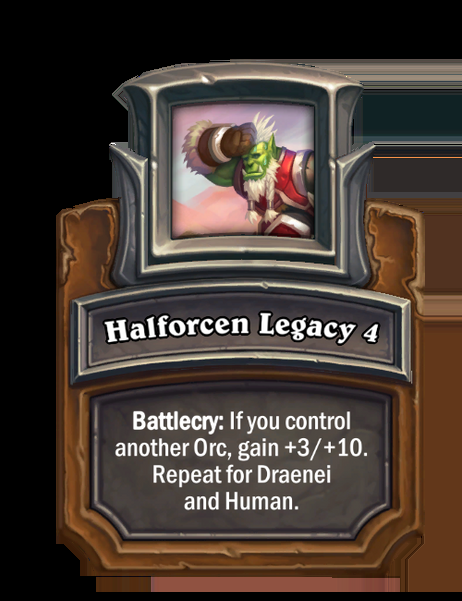 Halforcen Legacy 4
Battlecry: If you control
another Orc, gain +3/+10.
Repeat for Draenei
and Human.